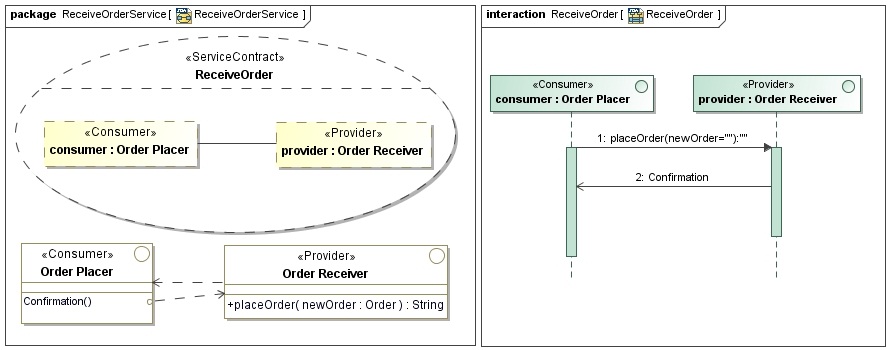 package ReceiveOrderService [ ReceiveOrderService ]
«ServiceContract»
ReceiveOrder
«Consumer»
consumer : Order Placer
«Provider»
provider : Order Receiver
«Consumer»
Order Placer
Confirmation()
«Provider»
Order Receiver
+placeOrder( newOrder : Order ) : String
interaction ReceiveOrder [ ReceiveOrder ]
«Consumer»
consumer : Order Placer
«Provider»
provider : Order Receiver
1: placeOrder(newOrder=""):""
2: Confirmation